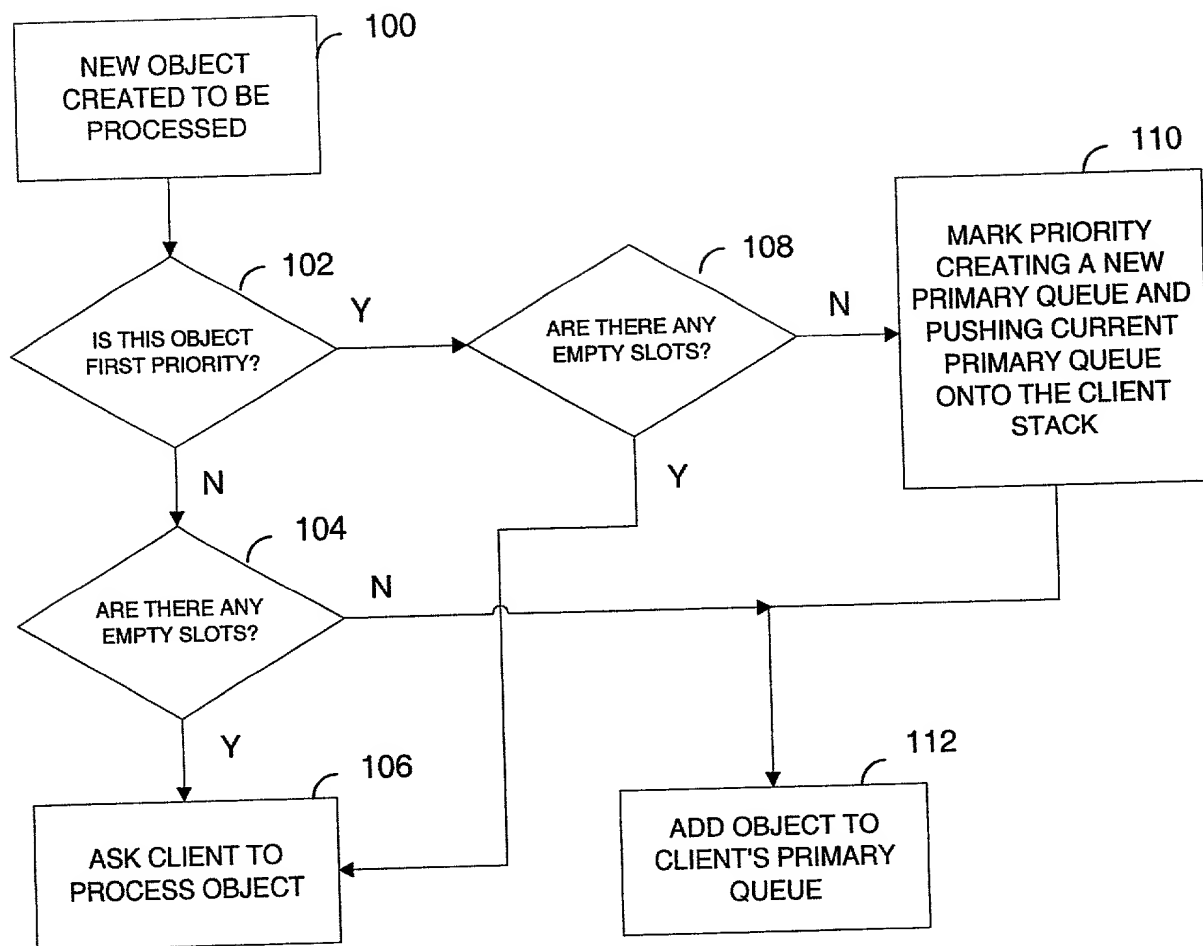 100
NEW OBJECT
CREATED TO BE
PROCESSED
102
IS THIS OBJECT
FIRST PRIORITY?
Y
108
ARE THERE ANY
EMPTY SLOTS?
N
110
MARK PRIORITY
CREATING A NEW
PRIMARY QUEUE AND
PUSHING CURRENT
PRIMARY QUEUE
ONTO THE CLIENT
STACK
N
Y
104
ARE THERE ANY
EMPTY SLOTS?
N
Y
106
ASK CLIENT TO
PROCESS OBJECT
112
ADD OBJECT TO
CLIENT'S PRIMARY
QUEUE